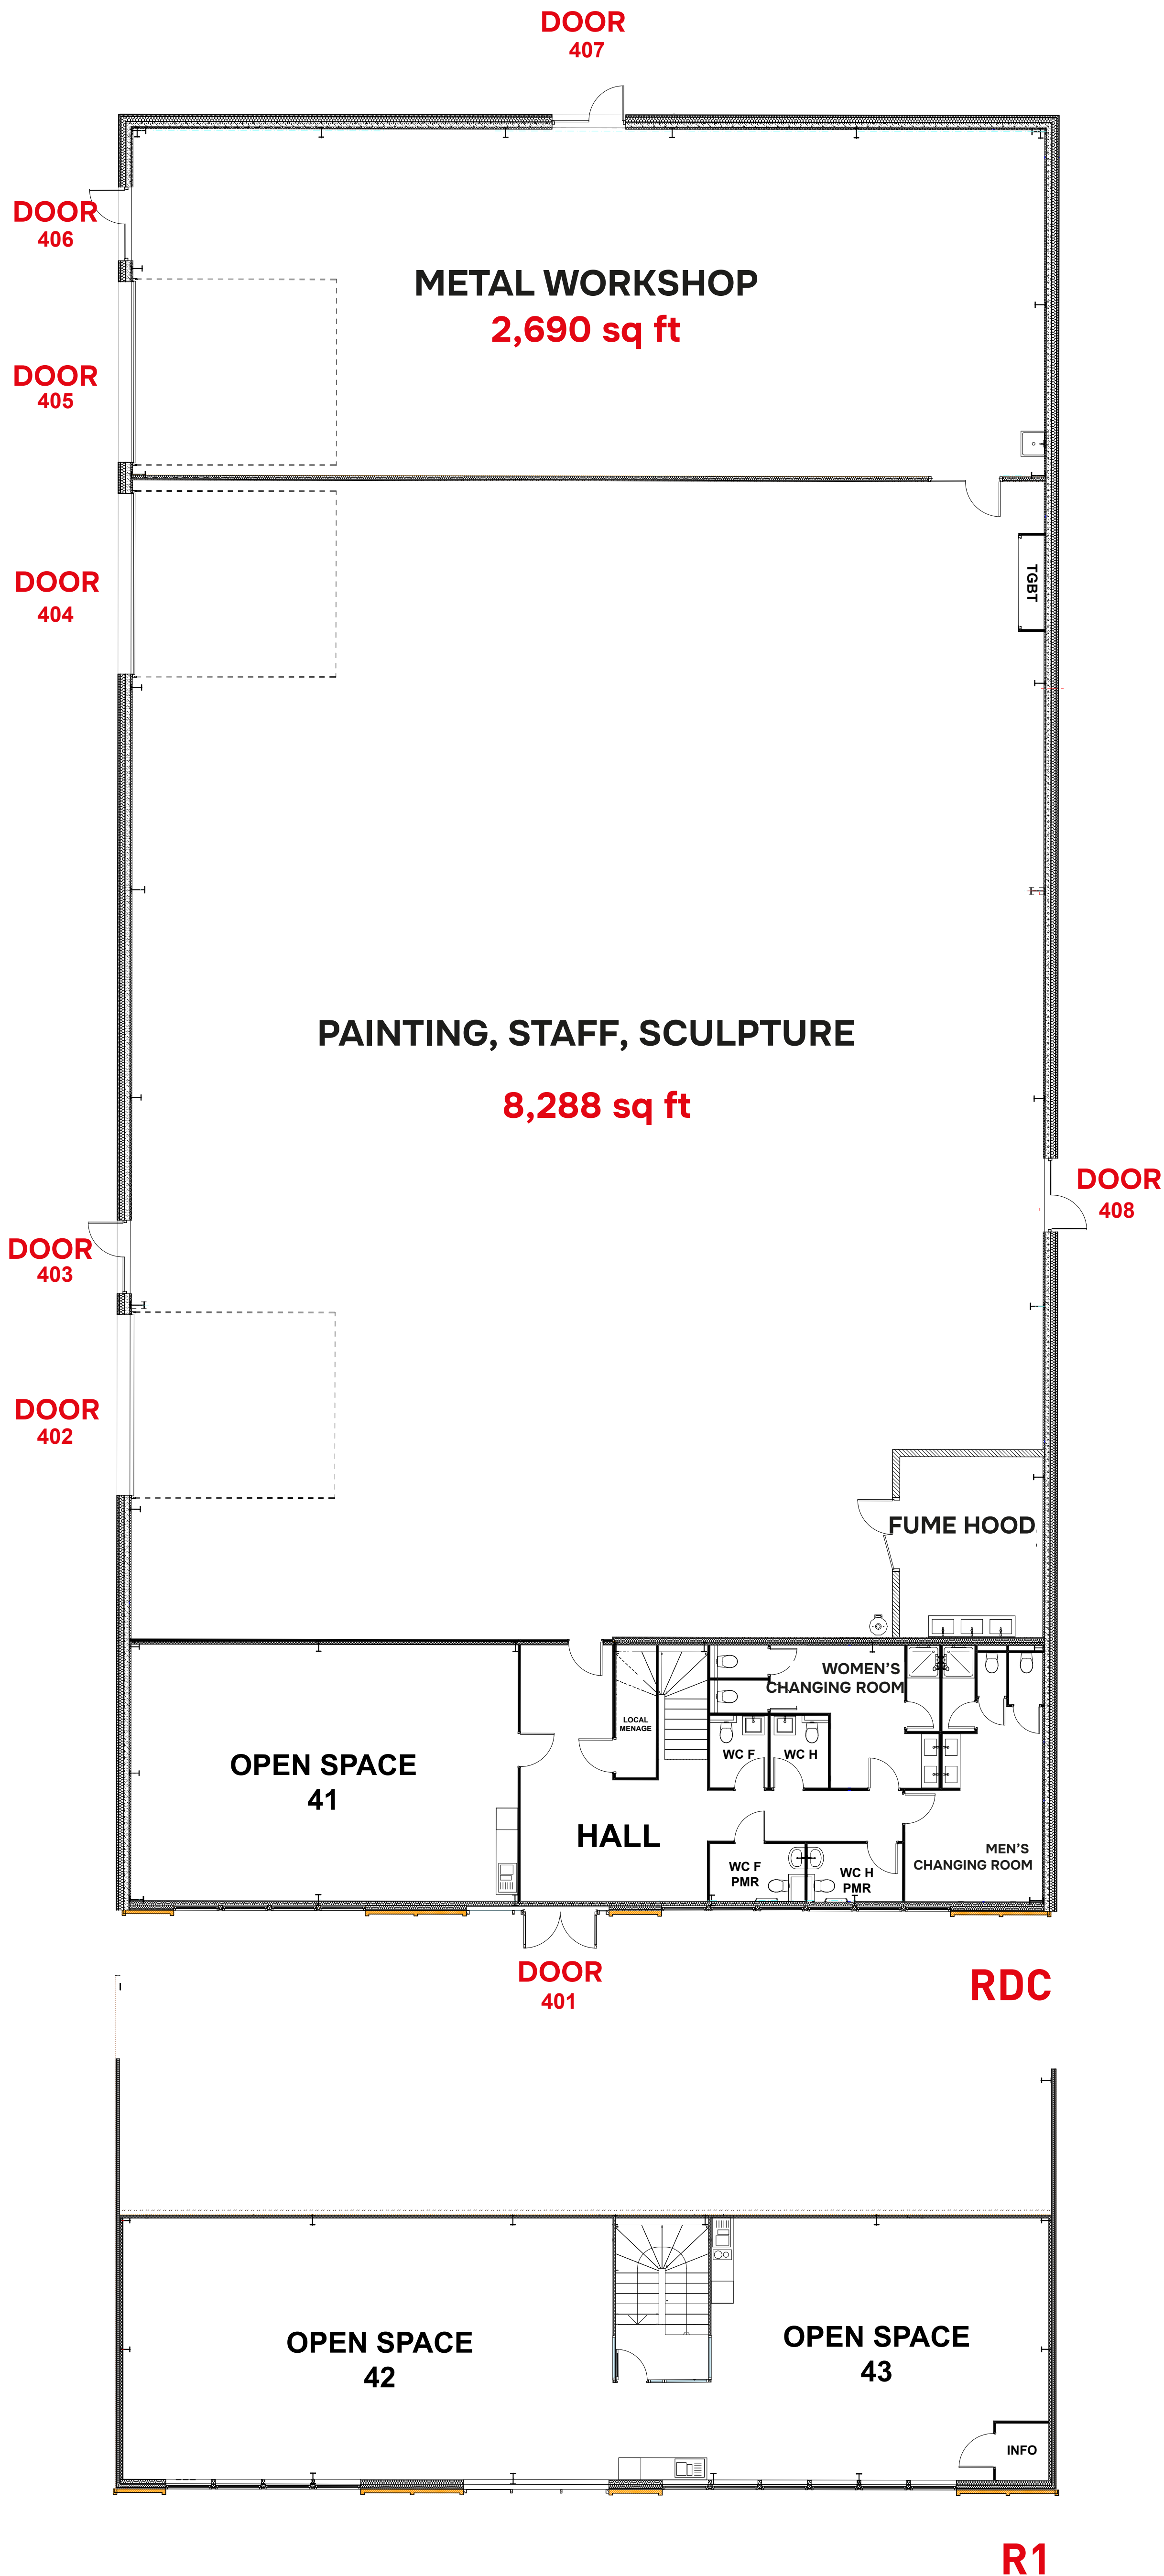 DOOR
407
DOOR
406
METAL WORKSHOP
2,690 sq ft
DOOR
405
DOOR
404
TGBT
PAINTING, STAFF, SCULPTURE
8,288 sq ft
DOOR
408
DOOR
403
DOOR
402
FUME HOOD
WOMEN'S
CHANGING ROOM
LOCAL
MENAGE
WC F
WC H
OPEN SPACE
41
HALL
MEN'S
CHANGING ROOM
WC F
PMR
WC H
PMR
DOOR
401
RDC
OPEN SPACE
42
OPEN SPACE
43
INFO
R1